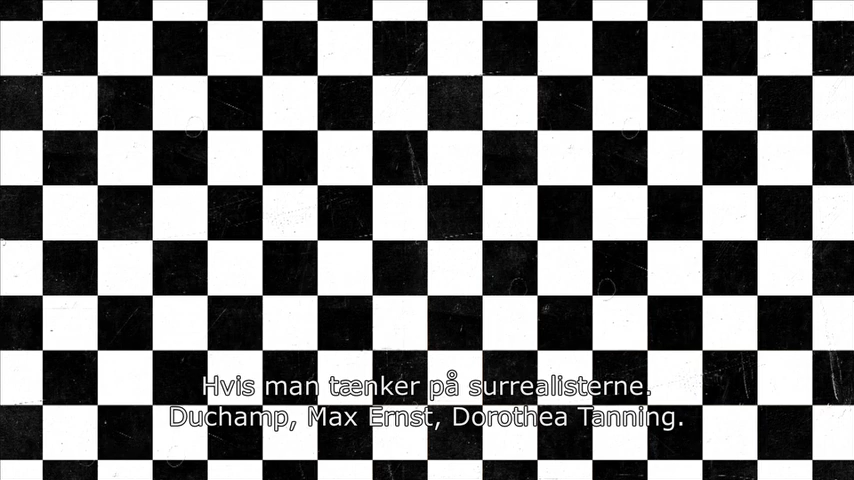 Hvis man tænker på surrealisterne.
Duchamp, Max Ernst, Dorothea Tanning.